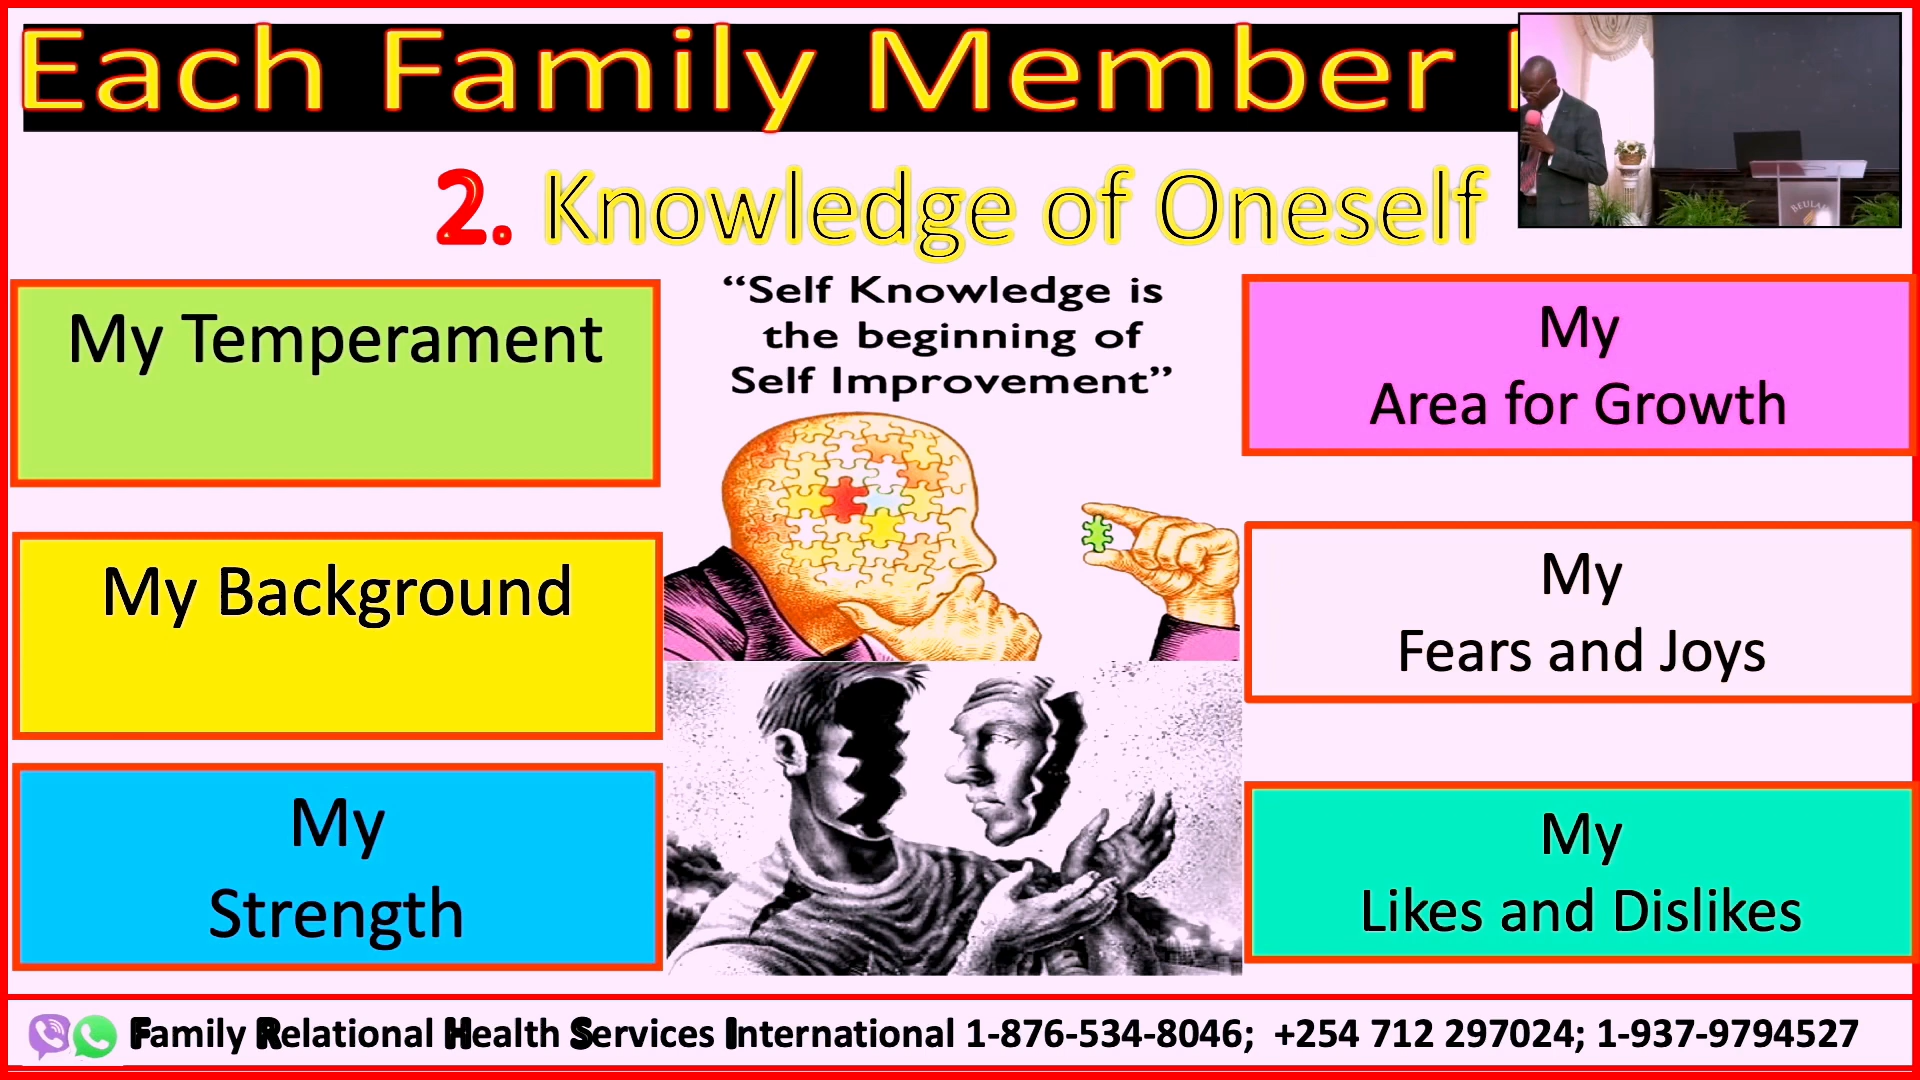 Each Family Member
2. Knowledge of Oneself
My Temperament
My Background
My
Strength
“Self Knowledge is
the beginning of
Self Improvement”
My
Area for Growth
My
Fears and Joys
My
Likes and Dislikes
Family Relational Health Services International 1-876-534-8046; +254 712 297024; 1-937-9794527